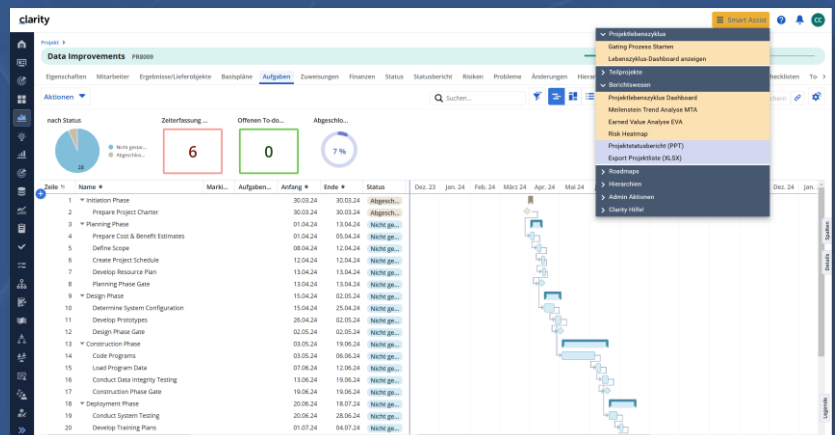 clarity
Smart Assist
CC
Projekt >
Data Improvements PR8009
Eigenschaften Mitarbeiter Ergebnisse/Lieferobjekte Basispläne Aufgaben Zuweisungen Finanzen Status Statusbericht Risiken Probleme Änderungen Hierar
hecklisten To
Aktionen
Suchen...
nach Status
28
Nicht gestar...
Abgeschlos...
Zeiterfassung ...
6
Offenen To-do...
0
Abgeschlo...
7 %
Projektlebenszyklus
Gating Prozess Starten
Lebenszyklus-Dashboard anzeigen
Teilprojekte
Berichtswesen
Projektlebenszyklus Dashboard
Meilenstein Trend Analyse MTA
Earned Value Analyse EVA
Risk Heatmap
Projektstatusbericht (PPT)
Export Projektliste (XLSX)
Roadmaps
Hierarchien
Admin Aktionen
Clarity Hilfe!
Zeile Name Marki... Aufgaben... Anfang Ende Status
Dez. 23 Jan. 24 Feb. 24 März 24 Apr. 24 Mai 24 Dez. 24 Jan.
1 Initiation Phase 30.03.24 30.03.24 Abgesch...
2 Prepare Project Charter 30.03.24 30.03.24 Abgesch...
3 Planning Phase 01.04.24 13.04.24 Nicht ge...
4 Prepare Cost & Benefit Estimates 01.04.24 05.04.24 Nicht ge...
5 Define Scope 08.04.24 12.04.24 Nicht ge...
6 Create Project Schedule 12.04.24 12.04.24 Nicht ge...
7 Develop Resource Plan 13.04.24 13.04.24 Nicht ge...
8 Planning Phase Gate 13.04.24 13.04.24 Nicht ge...
9 Design Phase 15.04.24 02.05.24 Nicht ge...
10 Determine System Configuration 15.04.24 25.04.24 Nicht ge...
11 Develop Prototypes 26.04.24 02.05.24 Nicht ge...
12 Design Phase Gate 02.05.24 02.05.24 Nicht ge...
13 Construction Phase 03.05.24 19.06.24 Nicht ge...
14 Code Programs 03.05.24 06.06.24 Nicht ge...
15 Load Program Data 07.06.24 12.06.24 Nicht ge...
16 Conduct Data Integrity Testing 13.06.24 19.06.24 Nicht ge...
17 Construction Phase Gate 19.06.24 19.06.24 Nicht ge...
18 Deployment Phase 20.06.24 18.07.24 Nicht ge...
19 Conduct System Testing 20.06.24 28.06.24 Nicht ge...
20 Develop Training Plans 01.07.24 04.07.24 Nicht ge...
Spalten
Details
Legende